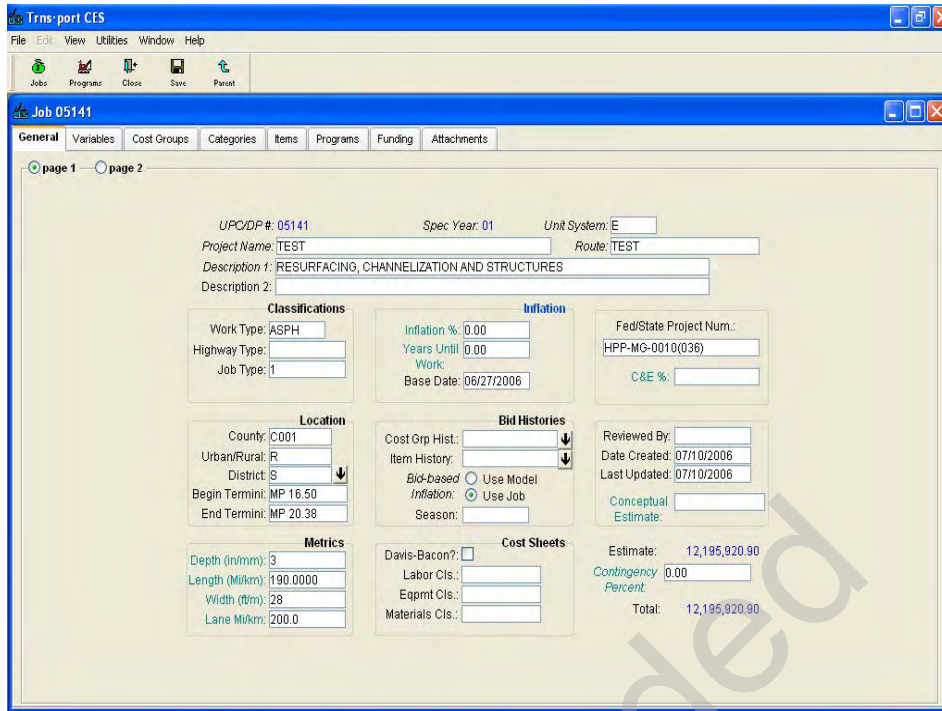 Trns·port CES
File Edit View Utilities Window Help
Jobs Programs Close Save Parent
Job 05141
General Variables Cost Groups Categories Items Programs Funding Attachments
page 1 page 2
UPC/DP #: 05141 Spec Year: 01 Unit System: E
Project Name: TEST Route: TEST
Description 1: RESURFACING, CHANNELIZATION AND STRUCTURES
Description 2:
Classifications
Work Type: ASPH
Highway Type:
Job Type: 1
Inflation
Inflation %: 0.00
Years Until Work: 0.00
Base Date: 06/27/2006
Fed/State Project Num.:
HPP-MG-0010(036)
C&E %:
Location
County: C001
Urban/Rural: R
District: S
Begin Termini: MP 16.50
End Termini: MP 20.38
Bid Histories
Cost Grp Hist.:
Item History:
Bid-based Inflation: Use Model
Use Job
Season:
Reviewed By:
Date Created: 07/10/2006
Last Updated: 07/10/2006
Conceptual Estimate:
Metrics
Depth (in/mm): 3
Length (Mi/km): 190.0000
Width (ft/m): 28
Lane Mi/km: 200.0
Cost Sheets
Davis-Bacon?:
Labor Cls.:
Eqpmt Cls.:
Materials Cls.:
Estimate: 12,195,920.90
Contingency Percent: 0.00
Total: 12,195,920.90